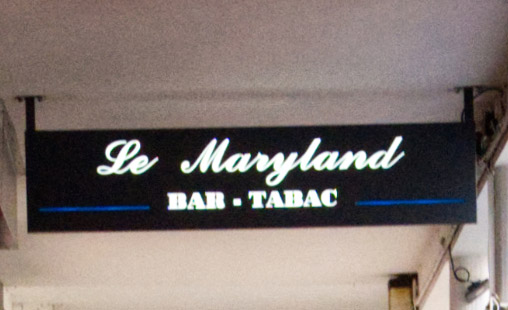 Le Maryland
BAR - TABAC